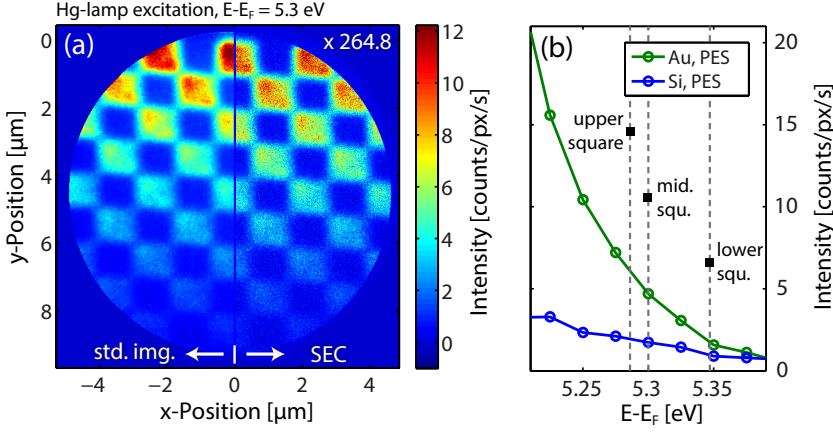 Hg-lamp excitation, E-E_F = 5.3 eV
(a)
x 264.8
0
2
4
6
8
y-Position [μm]
std. img.
SEC
−4
−2
0
2
4
x-Position [μm]
12
10
8
6
4
2
0
Intensity [counts/px/s]
(b)
Au, PES
Si, PES
upper
square
mid.
squ.
lower
squ.
20
15
10
5
0
Intensity [counts/px/s]
5.25
5.3
5.35
E-E_F [eV]